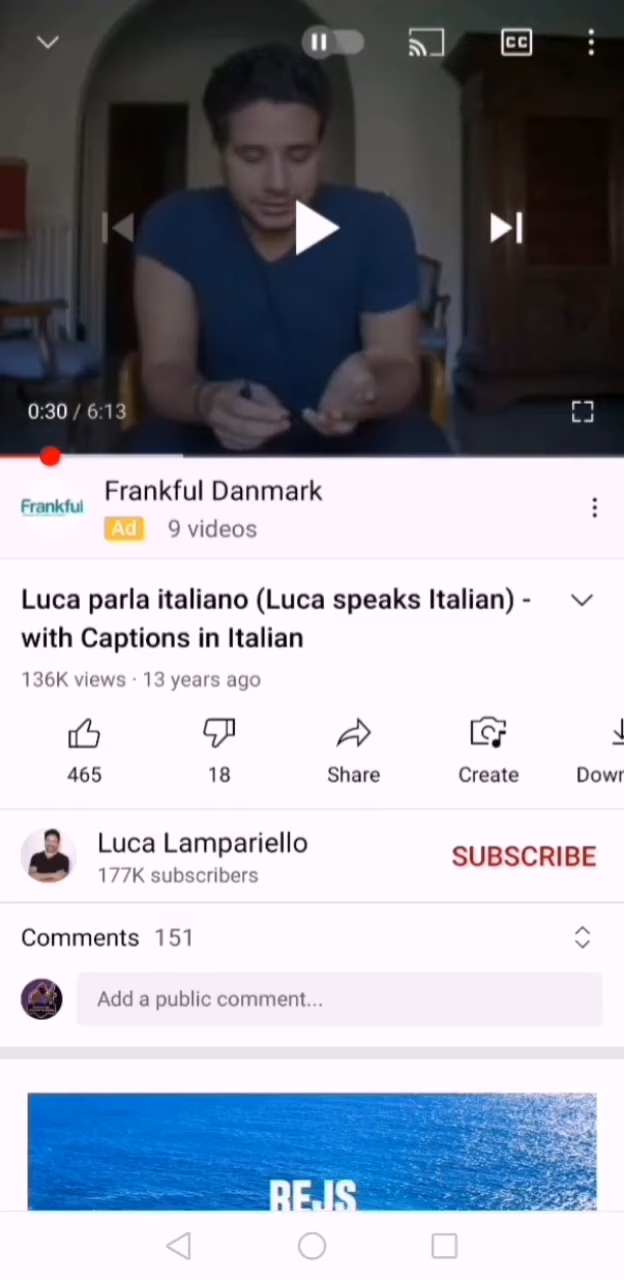 CC
0:30 / 6:13
Frankful
Frankful Danmark
Ad 9 videos
Luca parla italiano (Luca speaks Italian) -
with Captions in Italian
136K views · 13 years ago
465
18
Share
Create
Down
Luca Lampariello
177K subscribers
SUBSCRIBE
Comments 151
Add a public comment...
REJS